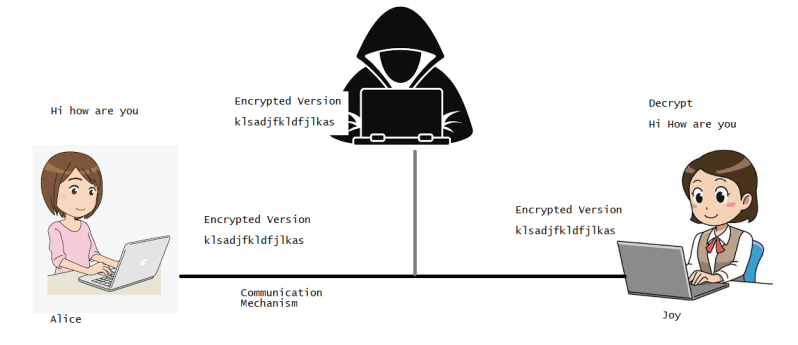 Encrypted Version
klsadjfkldfjlkas
Hi how are you
Decrypt
Hi How are you
Encrypted Version
klsadjfkldfjlkas
Encrypted Version
klsadjfkldfjlkas
Communication
Mechanism
Alice
Joy